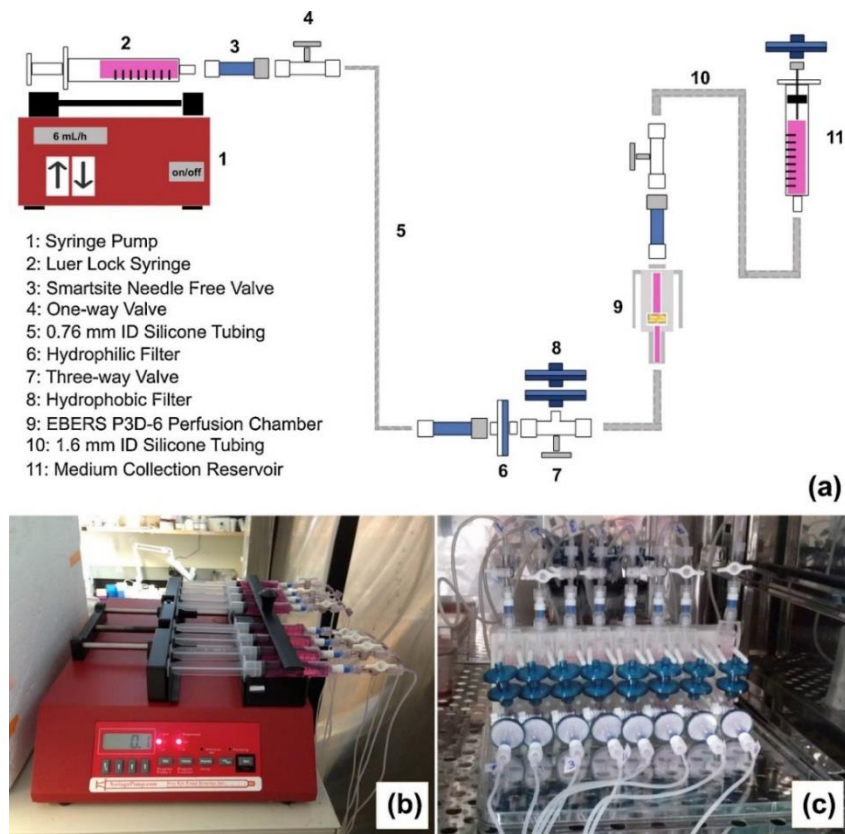 4
2
3
10
6 mL/h
on/off
1
11
5
1: Syringe Pump
2: Luer Lock Syringe
3: Smartsite Needle Free Valve
4: One-way Valve
5: 0.76 mm ID Silicone Tubing
6: Hydrophilic Filter
7: Three-way Valve
8: Hydrophobic Filter
9: EBERS P3D-6 Perfusion Chamber
10: 1.6 mm ID Silicone Tubing
11: Medium Collection Reservoir
9
8
6
7
(a)
0.1
(b)
3
(c)